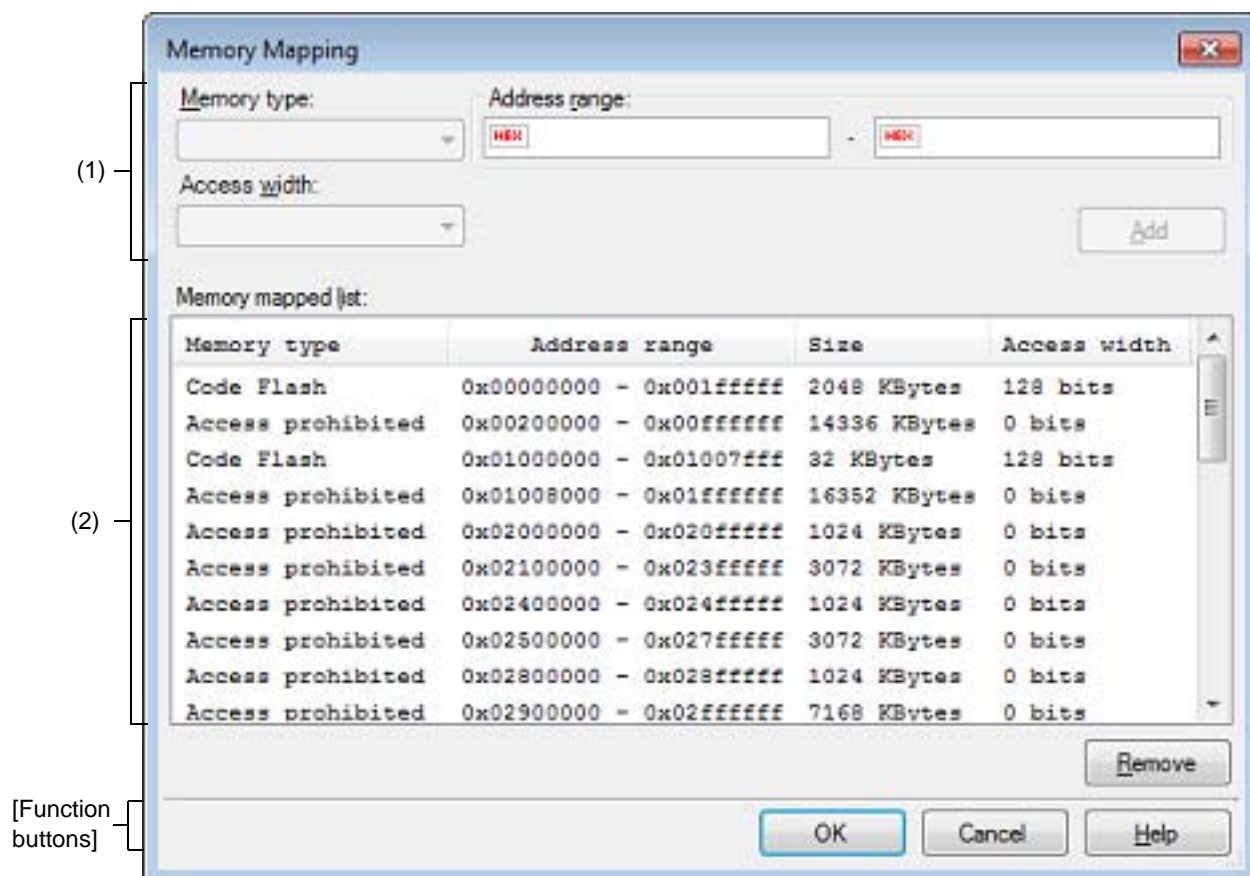 Memory Mapping
(1)
Memory type:
Address range:
HEX
-
HEX
Access width:
Add
Memory mapped list:
(2)
Memory type Address range Size Access width
Code Flash 0x00000000 - 0x001fffff 2048 KBytes 128 bits
Access prohibited 0x00200000 - 0x00ffffff 14336 KBytes 0 bits
Code Flash 0x01000000 - 0x01007fff 32 KBytes 128 bits
Access prohibited 0x01008000 - 0x01ffffff 16352 KBytes 0 bits
Access prohibited 0x02000000 - 0x020fffff 1024 KBytes 0 bits
Access prohibited 0x02100000 - 0x023fffff 3072 KBytes 0 bits
Access prohibited 0x02400000 - 0x024fffff 1024 KBytes 0 bits
Access prohibited 0x02500000 - 0x027fffff 3072 KBytes 0 bits
Access prohibited 0x02800000 - 0x028fffff 1024 KBytes 0 bits
Access prohibited 0x02900000 - 0x02ffffff 7168 KBytes 0 bits
Remove
[Function
buttons]
OK
Cancel
Help